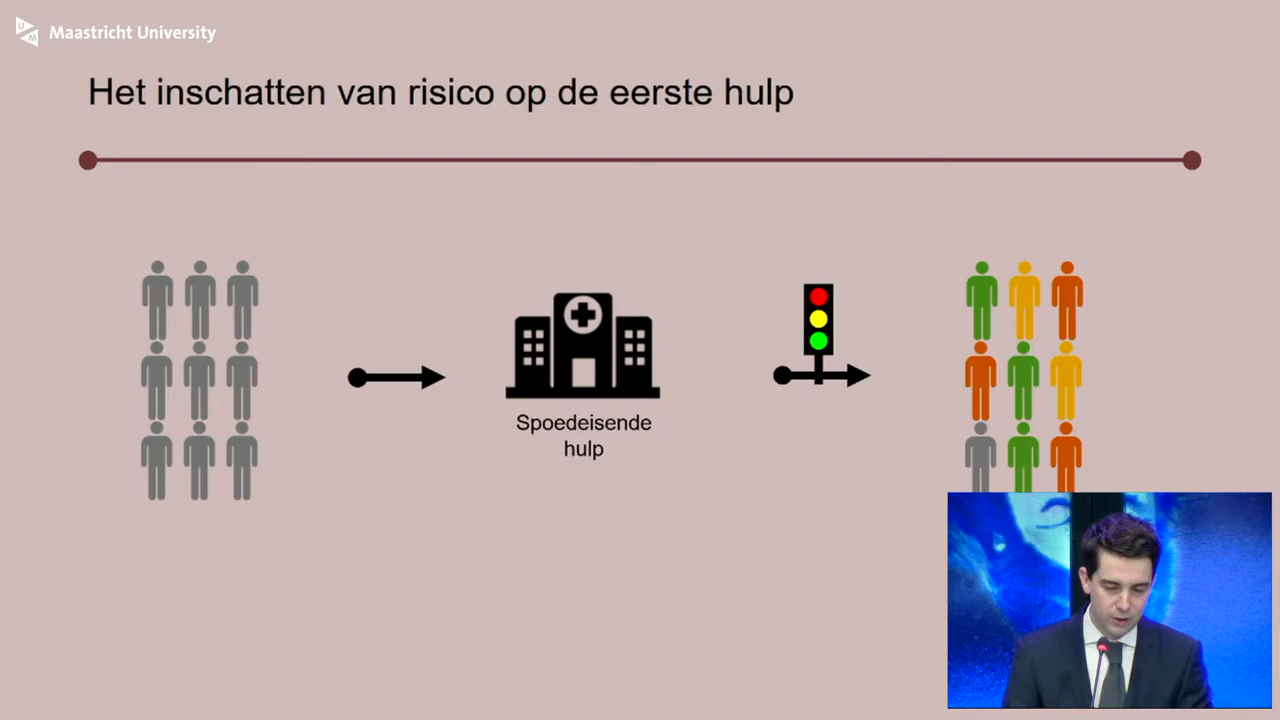 Maastricht University
Het inschatten van risico op de eerste hulp
Spoedeisende
hulp